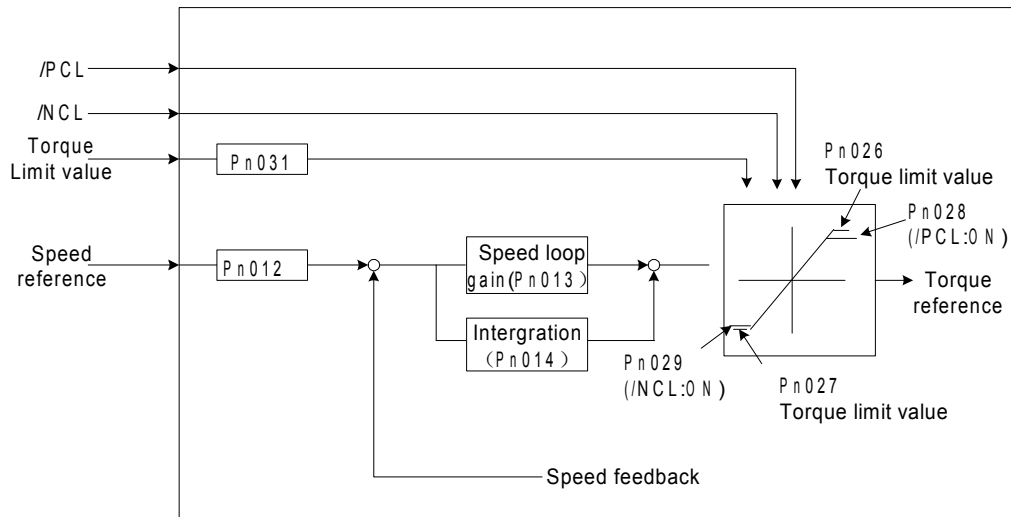 /PCL
/NCL
Torque
Limit value
Pn031
Pn026
Torque limit value
Pn028
(/PCL:ON)
Speed
reference
Pn012
Speed loop
gain(Pn013)
Torque
reference
Intergration
(Pn014)
Pn029
(/NCL:ON)
Pn027
Torque limit value
Speed feedback